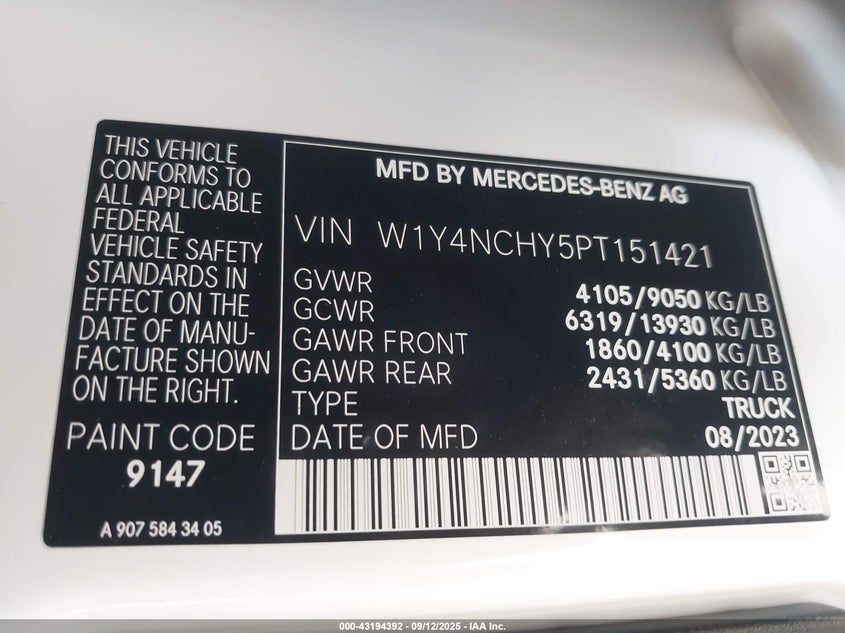 THIS VEHICLE
CONFORMS TO
ALL APPLICABLE
FEDERAL
VEHICLE SAFETY
STANDARDS IN
EFFECT ON THE
DATE OF MANU-
FACTURE SHOWN
ON THE RIGHT.
PAINT CODE
9147
A 907 584 34 05
MFD BY MERCEDES-BENZ AG
VIN W1Y4NCHY5PT151421
GVWR 4105/9050 KG/LB
GCWR 6319/13930 KG/LB
GAWR FRONT 1860/4100 KG/LB
GAWR REAR 2431/5360 KG/LB
TYPE TRUCK
DATE OF MFD 08/2023
000-43194392 - 09/12/2025 - IAA Inc.